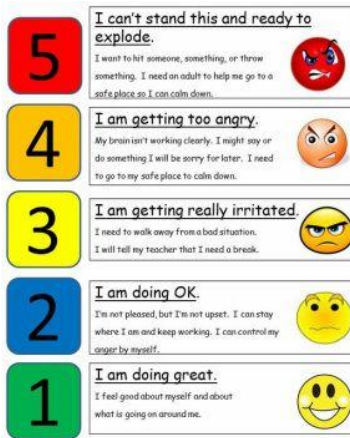 5
I can't stand this and ready to
explode.
I want to hit someone, something, or throw
something. I need an adult to help me go to a
safe place so I can calm down.
4
I am getting too angry.
My brain isn't working clearly. I might say or
do something I will be sorry for later. I need
to go to my safe place to calm down.
3
I am getting really irritated.
I need to walk away from a bad situation.
I will tell my teacher that I need a break.
2
I am doing OK.
I'm not pleased, but I'm not upset. I can stay
where I am and keep working. I can control my
anger by myself.
1
I am doing great.
I feel good about myself and about
what is going on around me.